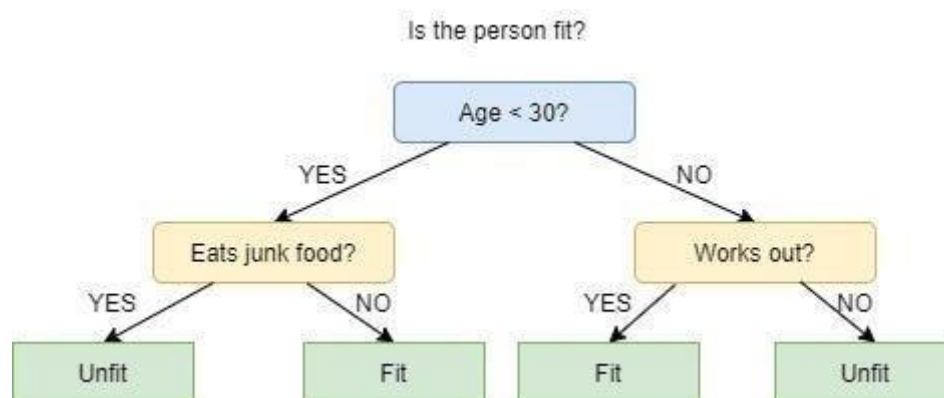 Is the person fit?
Age < 30?
YES
NO
Eats junk food?
Works out?
YES
NO
YES
NO
Unfit
Fit
Fit
Unfit